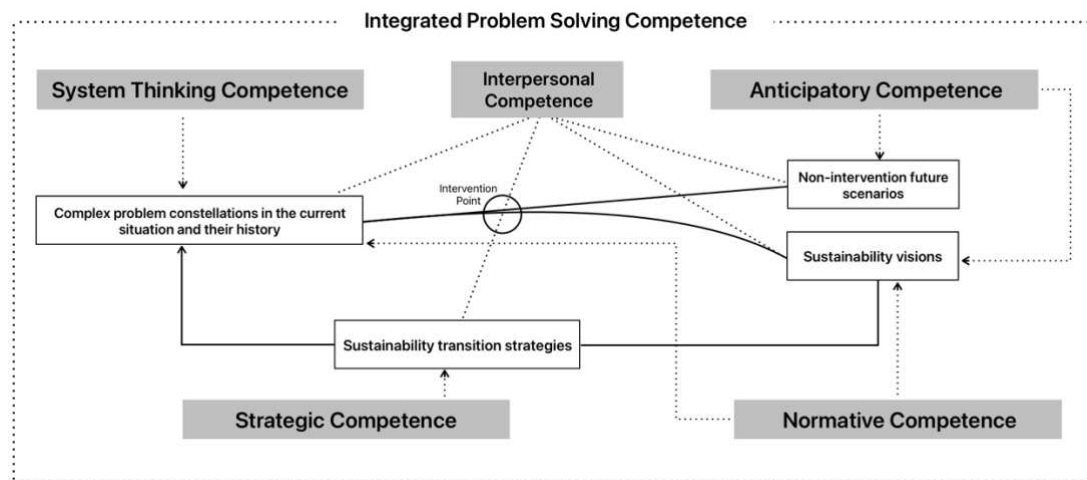 Integrated Problem Solving Competence
System Thinking Competence
Interpersonal
Competence
Anticipatory Competence
Intervention
Point
Non-intervention future
scenarios
Complex problem constellations in the current
situation and their history
Sustainability visions
Sustainability transition strategies
Strategic Competence
Normative Competence